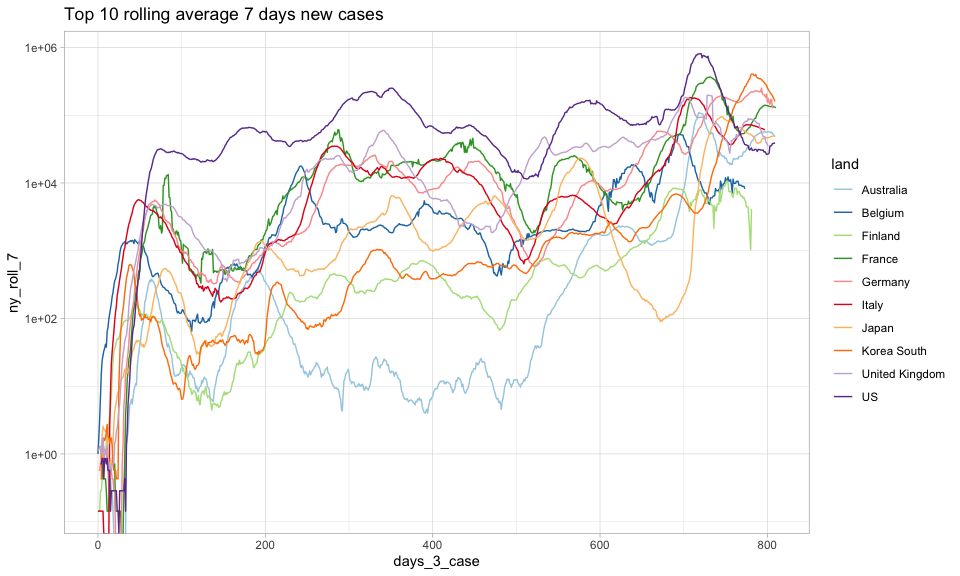 Top 10 rolling average 7 days new cases
ny_roll_7
1e+06
1e+04
1e+02
1e+00
0
200
400
600
800
days_3_case
land
Australia
Belgium
Finland
France
Germany
Italy
Japan
Korea South
United Kingdom
US